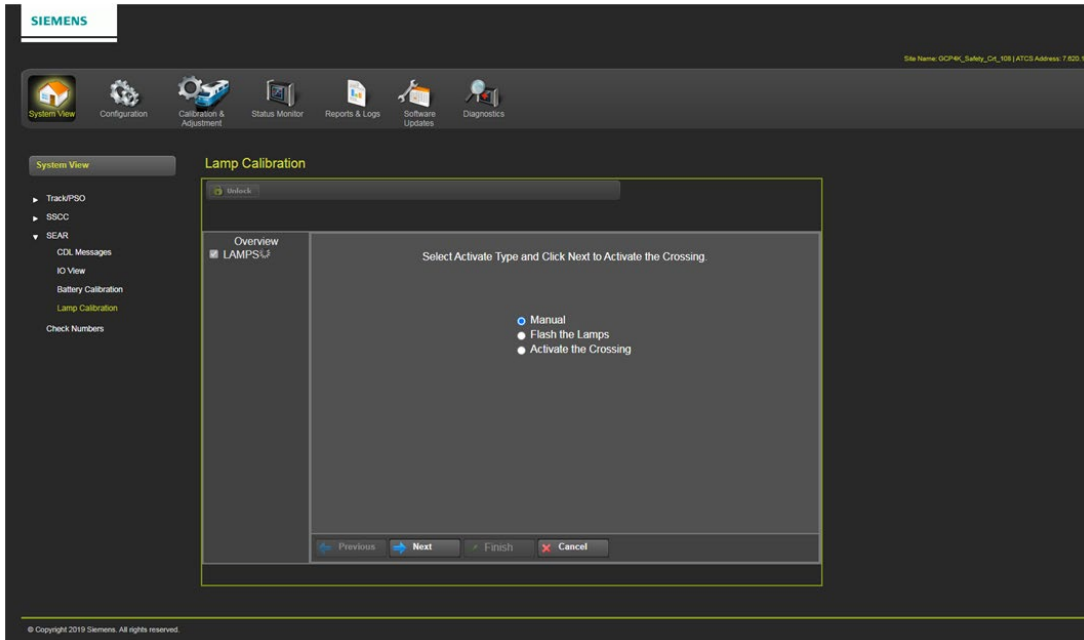 SIEMENS
Site Name: GCP4K_Safety_Crt_108 | ATCS Address: 7.620.1
System View
Configuration
Calibration &
Adjustment
Status Monitor
Reports & Logs
Software
Updates
Diagnostics
System View
Track/PSO
SSCC
SEAR
CDL Messages
IO View
Battery Calibration
Lamp Calibration
Check Numbers
Lamp Calibration
Unlock
Overview
LAMPS
Select Activate Type and Click Next to Activate the Crossing.
Manual
Flash the Lamps
Activate the Crossing
Previous
Next
Finish
Cancel
© Copyright 2019 Siemens. All rights reserved.